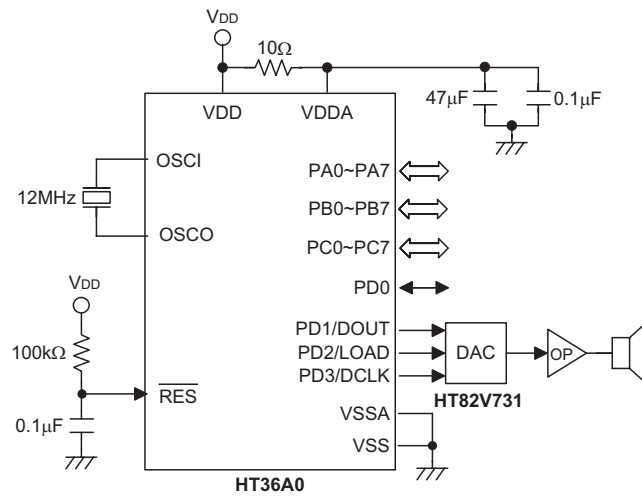 VDD
10Ω
VDD
VDDA
47μF
0.1μF
OSCI
12MHz
OSCO
PA0~PA7
PB0~PB7
PC0~PC7
PD0
VDD
100kΩ
RES
0.1μF
PD1/DOUT
PD2/LOAD
PD3/DCLK
DAC
OP
HT82V731
VSSA
VSS
HT36A0